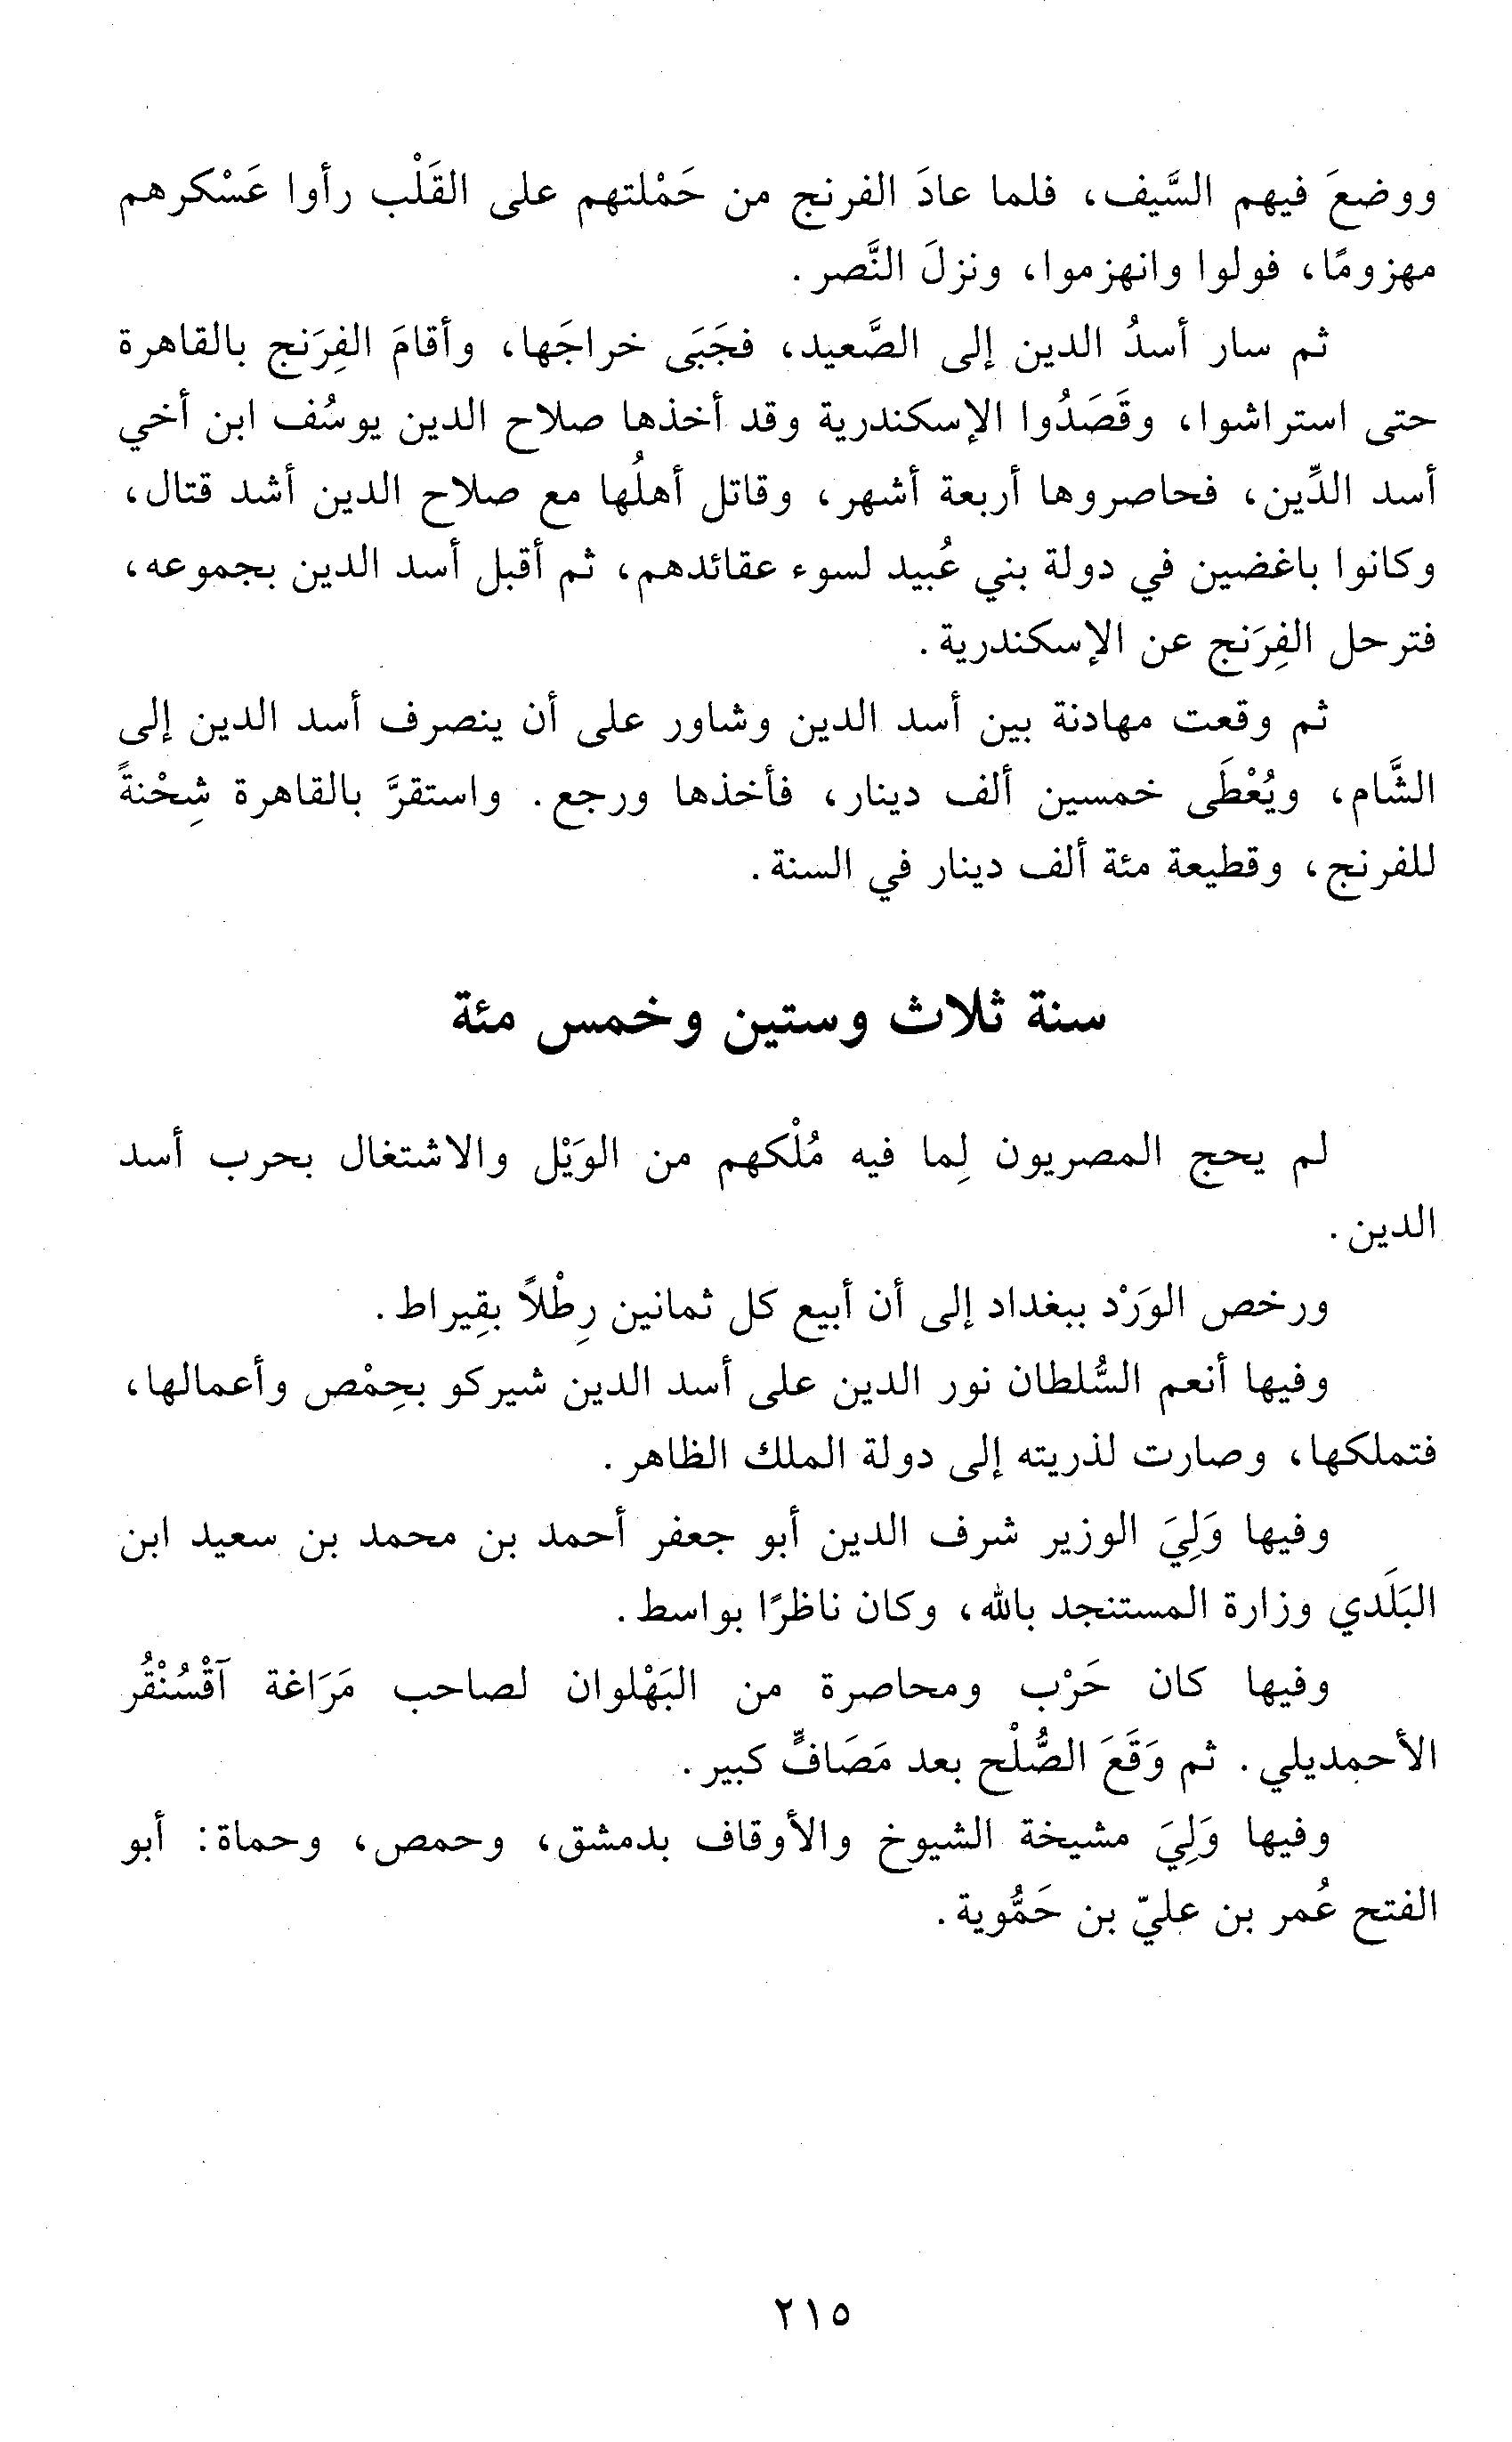 ووضعَ فيهم السَّيف، فلما عادَ الفرنج من حَمْلتهم على القَلْب رأوا عَسْكرهم
مهزومًا، فولوا وانهزموا، ونزلَ النَّصر.
ثم سار أسدُ الدين إلى الصَّعيد، فجَبَى خراجَها، وأقامَ الفِرَنج بالقاهرة
حتى استراشوا، وقَصَدُوا الإسكندرية وقد أخذها صلاح الدين يوسُف ابن أخي
أسد الدِّين، فحاصروها أربعة أشهر، وقاتل أهلُها مع صلاح الدين أشد قتال،
وكانوا باغضين في دولة بني عُبيد لسوء عقائدهم، ثم أقبل أسد الدين بجموعه،
فترحل الفِرَنج عن الإسكندرية.
ثم وقعت مهادنة بين أسد الدين وشاور على أن ينصرف أسد الدين إلى
الشَّام، ويُعْطَى خمسين ألف دينار، فأخذها ورجع. واستقرَّ بالقاهرة شِحْنةً
للفرنج، وقطيعة مئة ألف دينار في السنة.
سنة ثلاث وستين وخمس مئة
لم يحج المصريون لِما فيه مُلْكهم من الوَيْل والاشتغال بحرب أسد
الدين.
ورخص الوَرْد ببغداد إلى أن أبيع كل ثمانين رِطْلاً بقِيراط.
وفيها أنعم السُّلطان نور الدين على أسد الدين شيركو بحِمْص وأعمالها،
فتملكها، وصارت لذريته إلى دولة الملك الظاهر.
وفيها وَلِيَ الوزير شرف الدين أبو جعفر أحمد بن محمد بن سعيد ابن
البَلَدي وزارة المستنجد بالله، وكان ناظرًا بواسط.
وفيها كان حَرْب ومحاصرة من البَهْلوان لصاحب مَرَاغة آقْسُنْقُر
الأحمديلي. ثم وَقَعَ الصُّلْح بعد مَصَافٍّ كبير.
وفيها وَلِيَ مشيخة الشيوخ والأوقاف بدمشق، وحمص، وحماة: أبو
الفتح عُمر بن عليّ بن حَمُّوية.
٢١٥